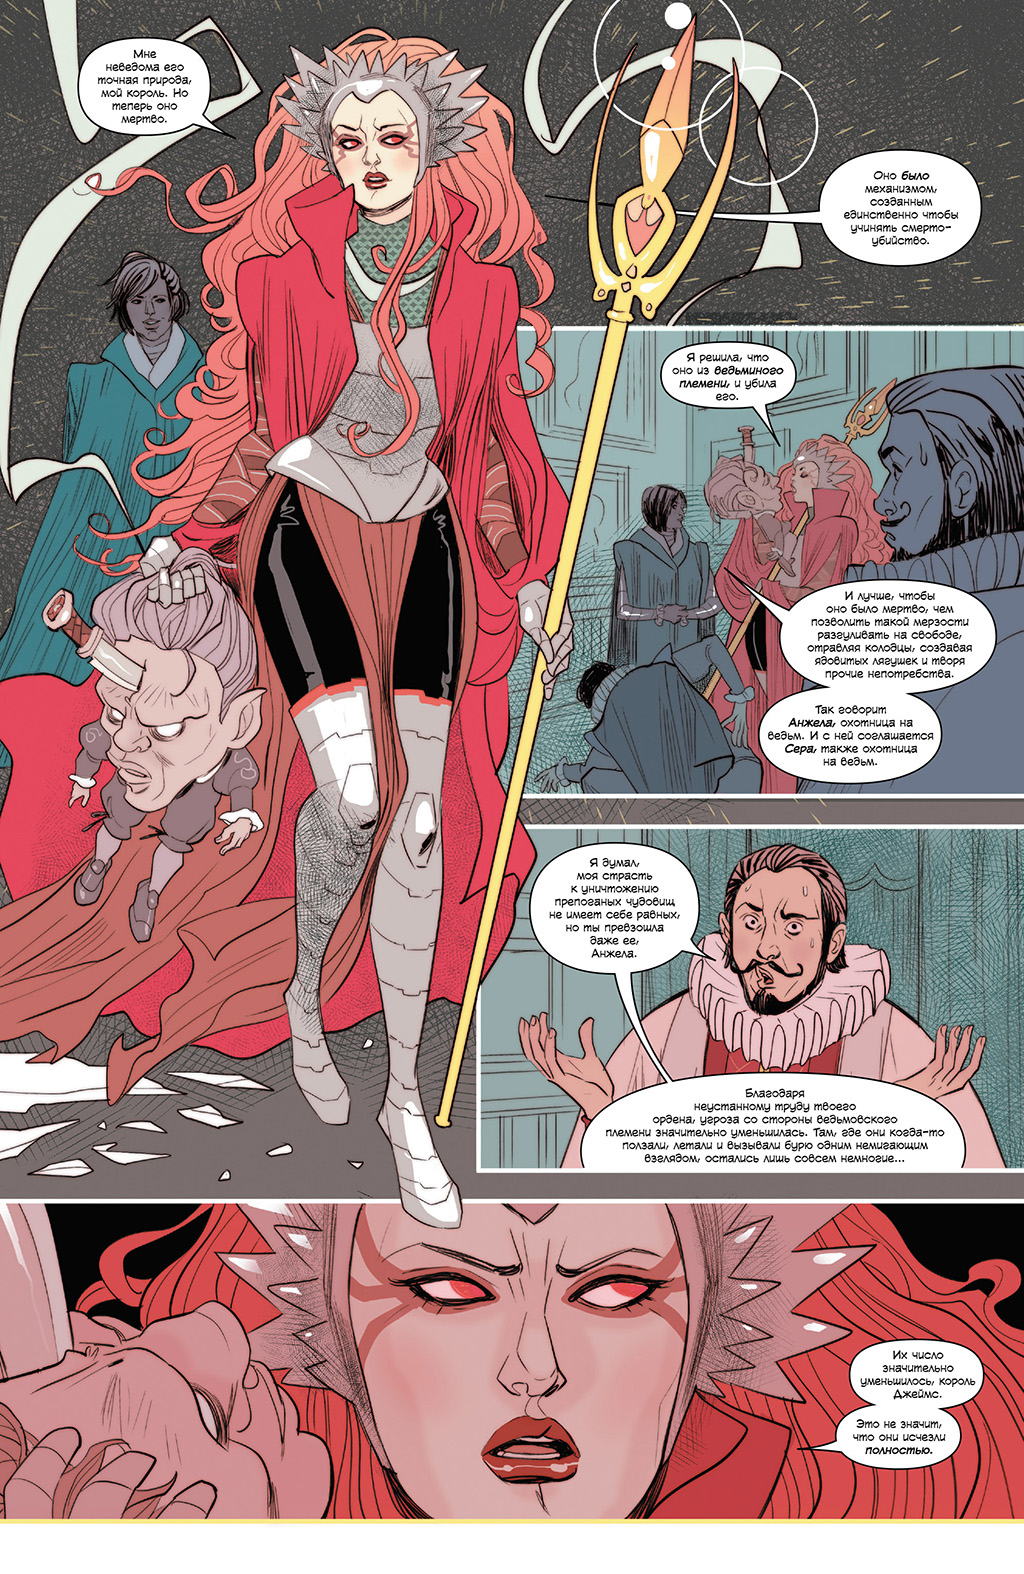 Мне
неведома его
точная природа,
мой король. Но
теперь оно
мертво.
Оно было
механизмом,
созданным
единственно чтобы
учинять смерто-
убийство.
Я решила, что
оно из ведьминого
племени, и убила
его.
И лучше, чтобы
оно было мертво, чем
позволить такой мерзости
разгуливать на свободе,
отравляя колодцы, создавая
ядовитых лягушек и творя
прочие непотребства.
Так говорит
Анжела, охотница на
ведьм. И с ней соглашается
Сера, также охотница
на ведьм.
Я думал,
моя страсть
к уничтожению
препоганых чудовищ
не имеет себе равных,
но ты превзошла
даже ее,
Анжела.
Благодаря
неустанному труду твоего
ордена, угроза со стороны ведьмовского
племени значительно уменьшилась. Там, где они когда-то
ползали, летали и вызывали бурю одним немигающим
взглядом, остались лишь совсем немногие...
Их число
значительно
уменьшилось, король
Джеймс.
Это не значит,
что они исчезли
полностью.